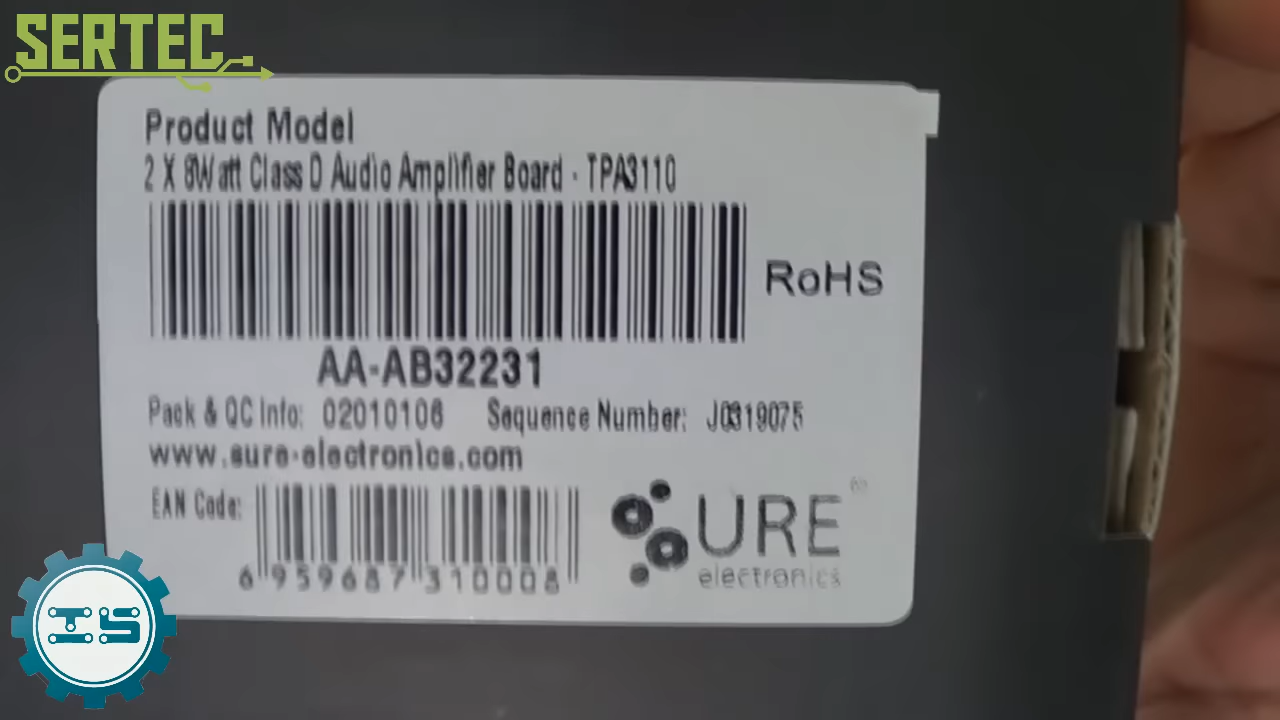 SERTEC
Product Model
2 X 8Watt Class D Audio Amplifier Board - TPA3110
RoHS
AA-AB32231
Pack & QC Info: 02010106 Sequence Number: J0319075
www.sure-electronics.com
EAN Code:
6 959687 310008
URE
electronics
IS